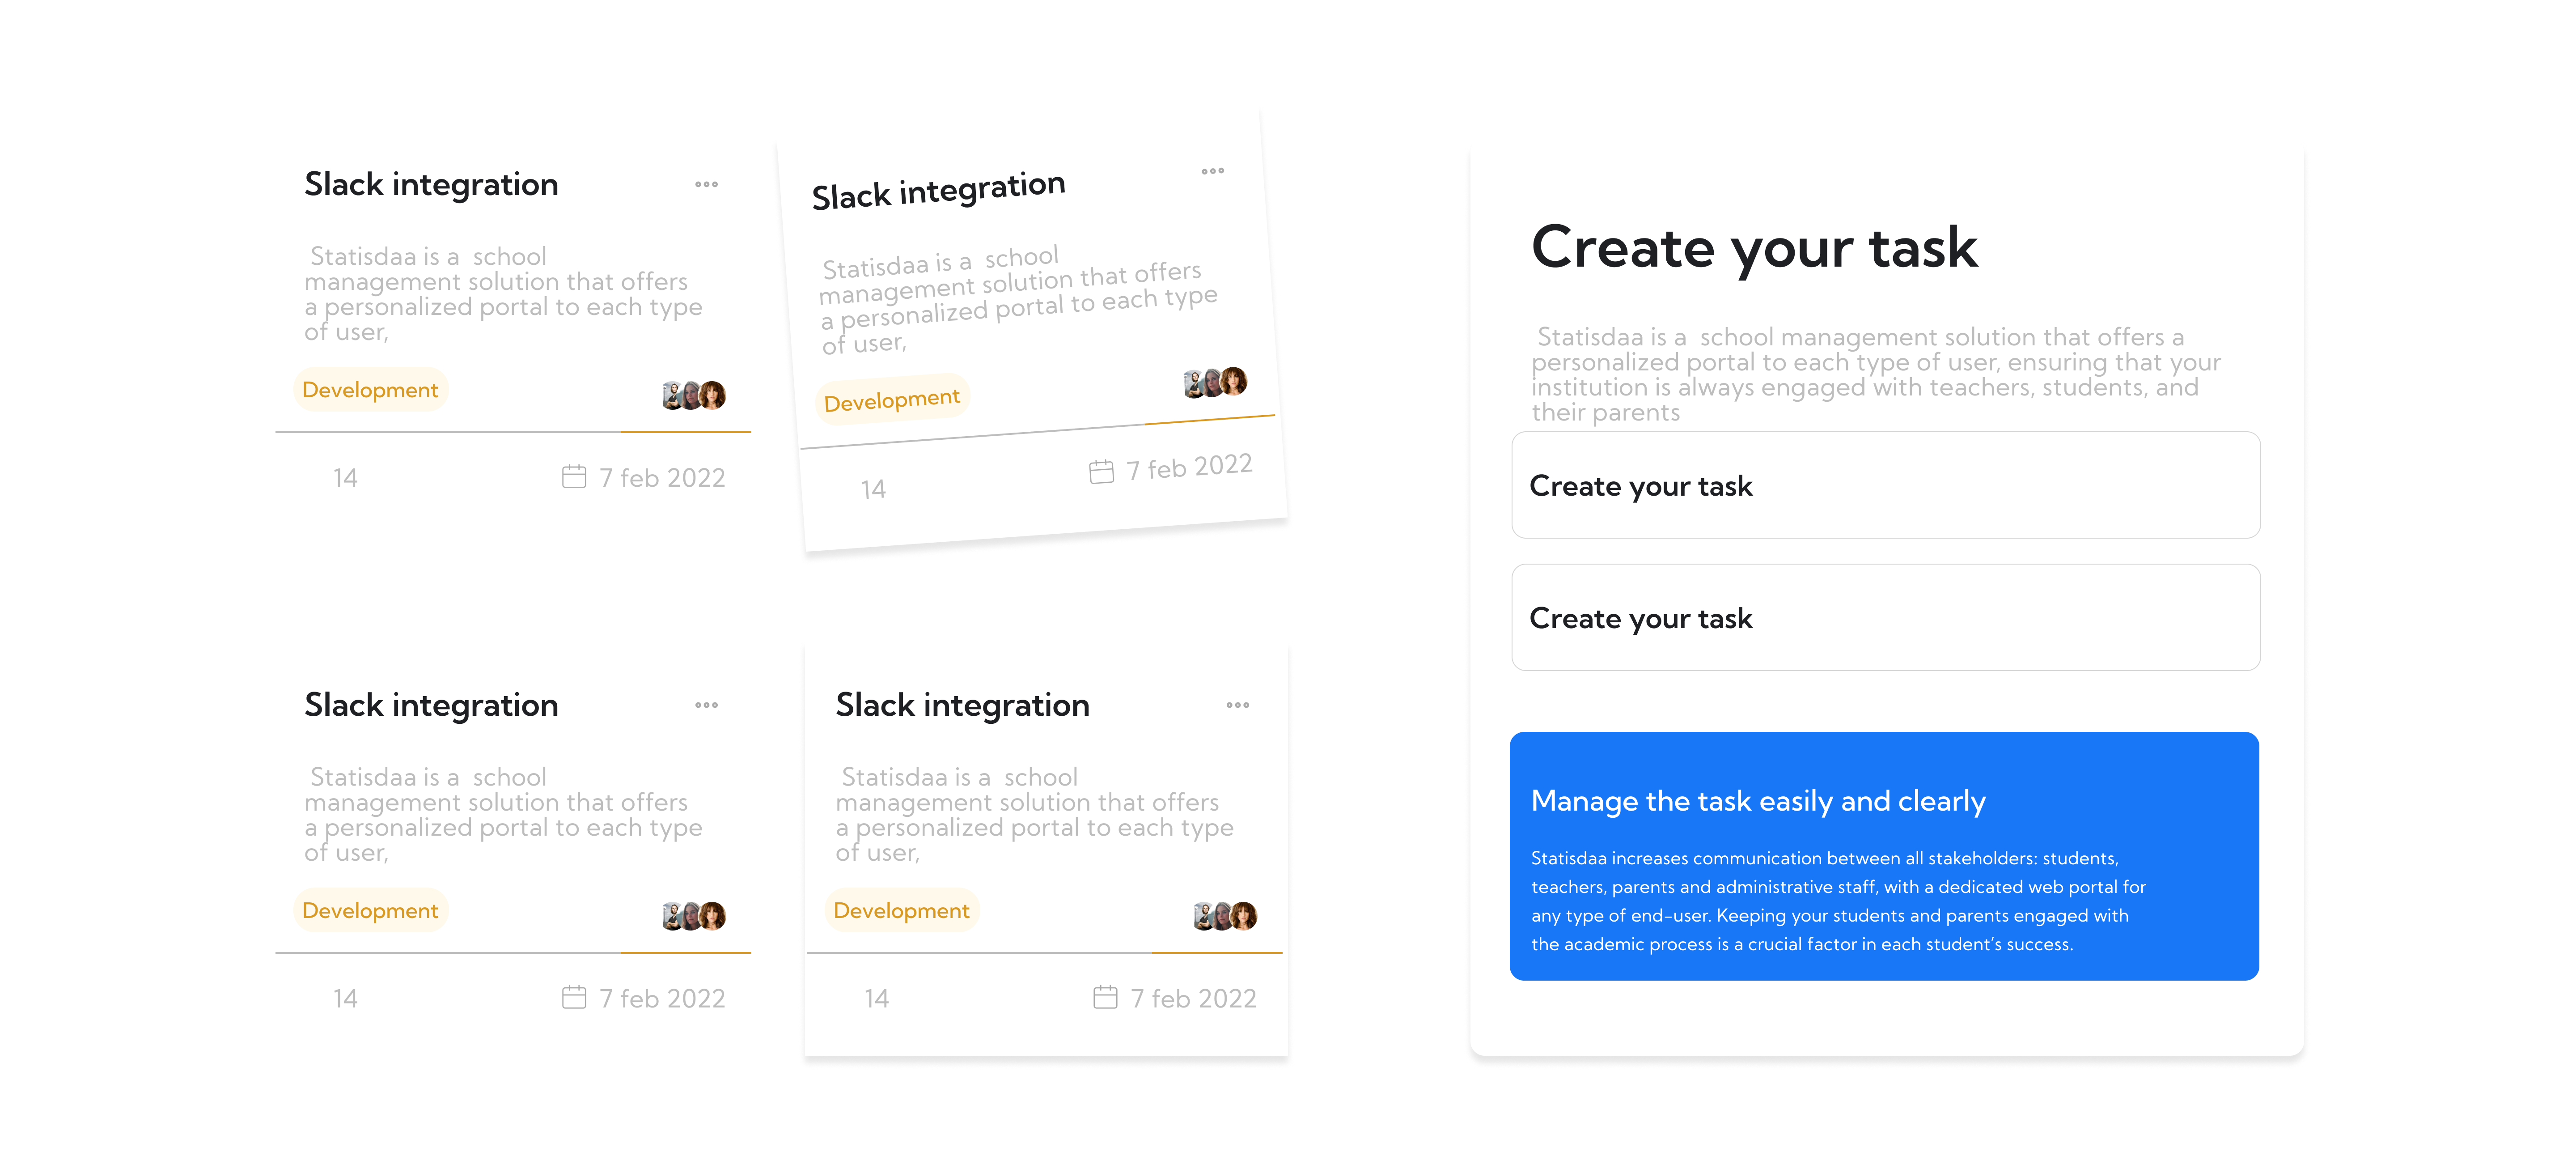 Slack integration
Statisdaa is a  school
management solution that offers
a personalized portal to each type
of user,
Development
14
7 feb 2022
Slack integration
Statisdaa is a  school
management solution that offers
a personalized portal to each type
of user,
Development
14
7 feb 2022
Slack integration
Statisdaa is a  school
management solution that offers
a personalized portal to each type
of user,
Development
14
7 feb 2022
Slack integration
Statisdaa is a  school
management solution that offers
a personalized portal to each type
of user,
Development
14
7 feb 2022
Create your task
Statisdaa is a  school management solution that offers a
personalized portal to each type of user, ensuring that your
institution is always engaged with teachers, students, and
their parents
Create your task
Create your task
Manage the task easily and clearly
Statisdaa increases communication between all stakeholders: students,
teachers, parents and administrative staff, with a dedicated web portal for
any type of end-user. Keeping your students and parents engaged with
the academic process is a crucial factor in each student’s success.